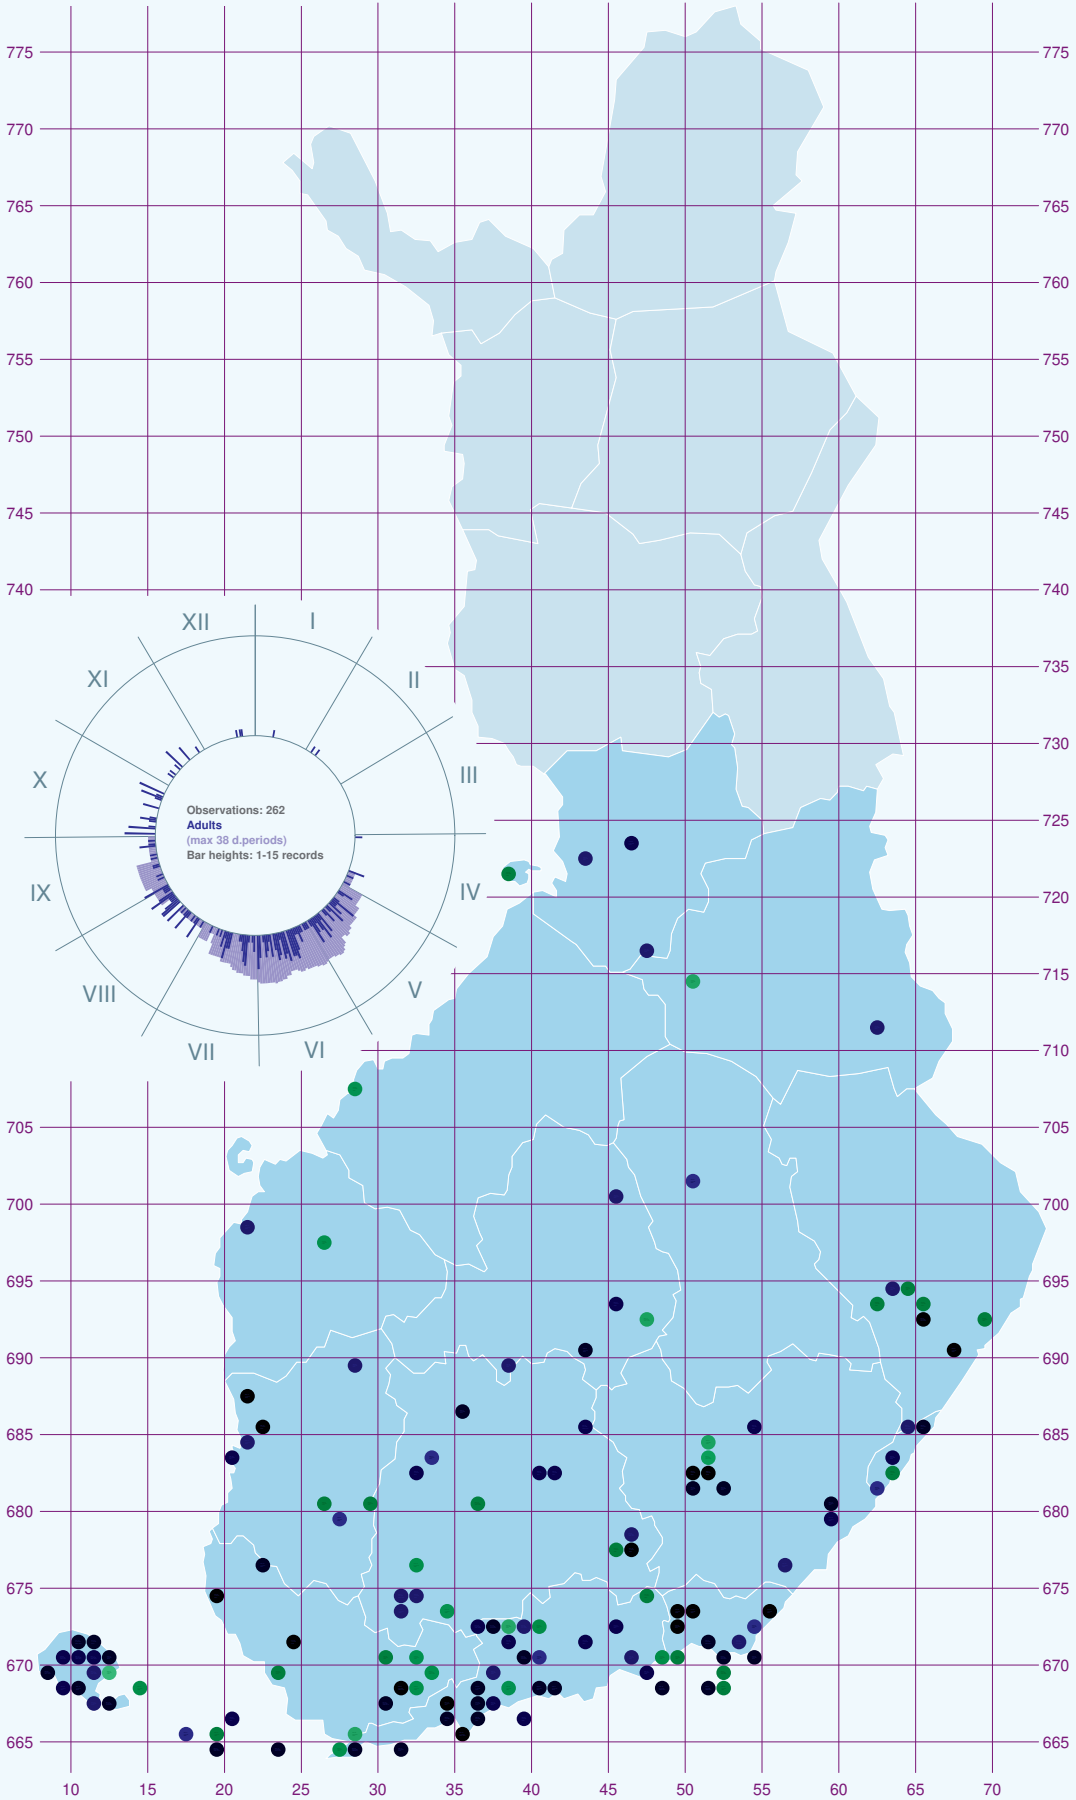 775 775
770 770
765 765
760 760
755 755
750 750
745 745
740 740
XII I
735
XI II
730
X III
725
Observations: 262
Adults
(max 38 d.periods)
Bar heights: 1-15 records
IX IV
720
VIII V
715
VII VI
710
705 705
700 700
695 695
690 690
685 685
680 680
675 675
670 670
665 665
10 15 20 25 30 35 40 45 50 55 60 65 70